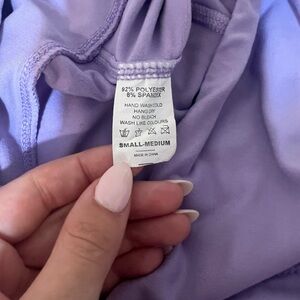 92% POLYESTER
8% SPANDEX
HAND WASH COLD
HANG DRY
NO BLEACH
WASH LIKE COLOURS
SMALL-MEDIUM
MADE IN CHINA